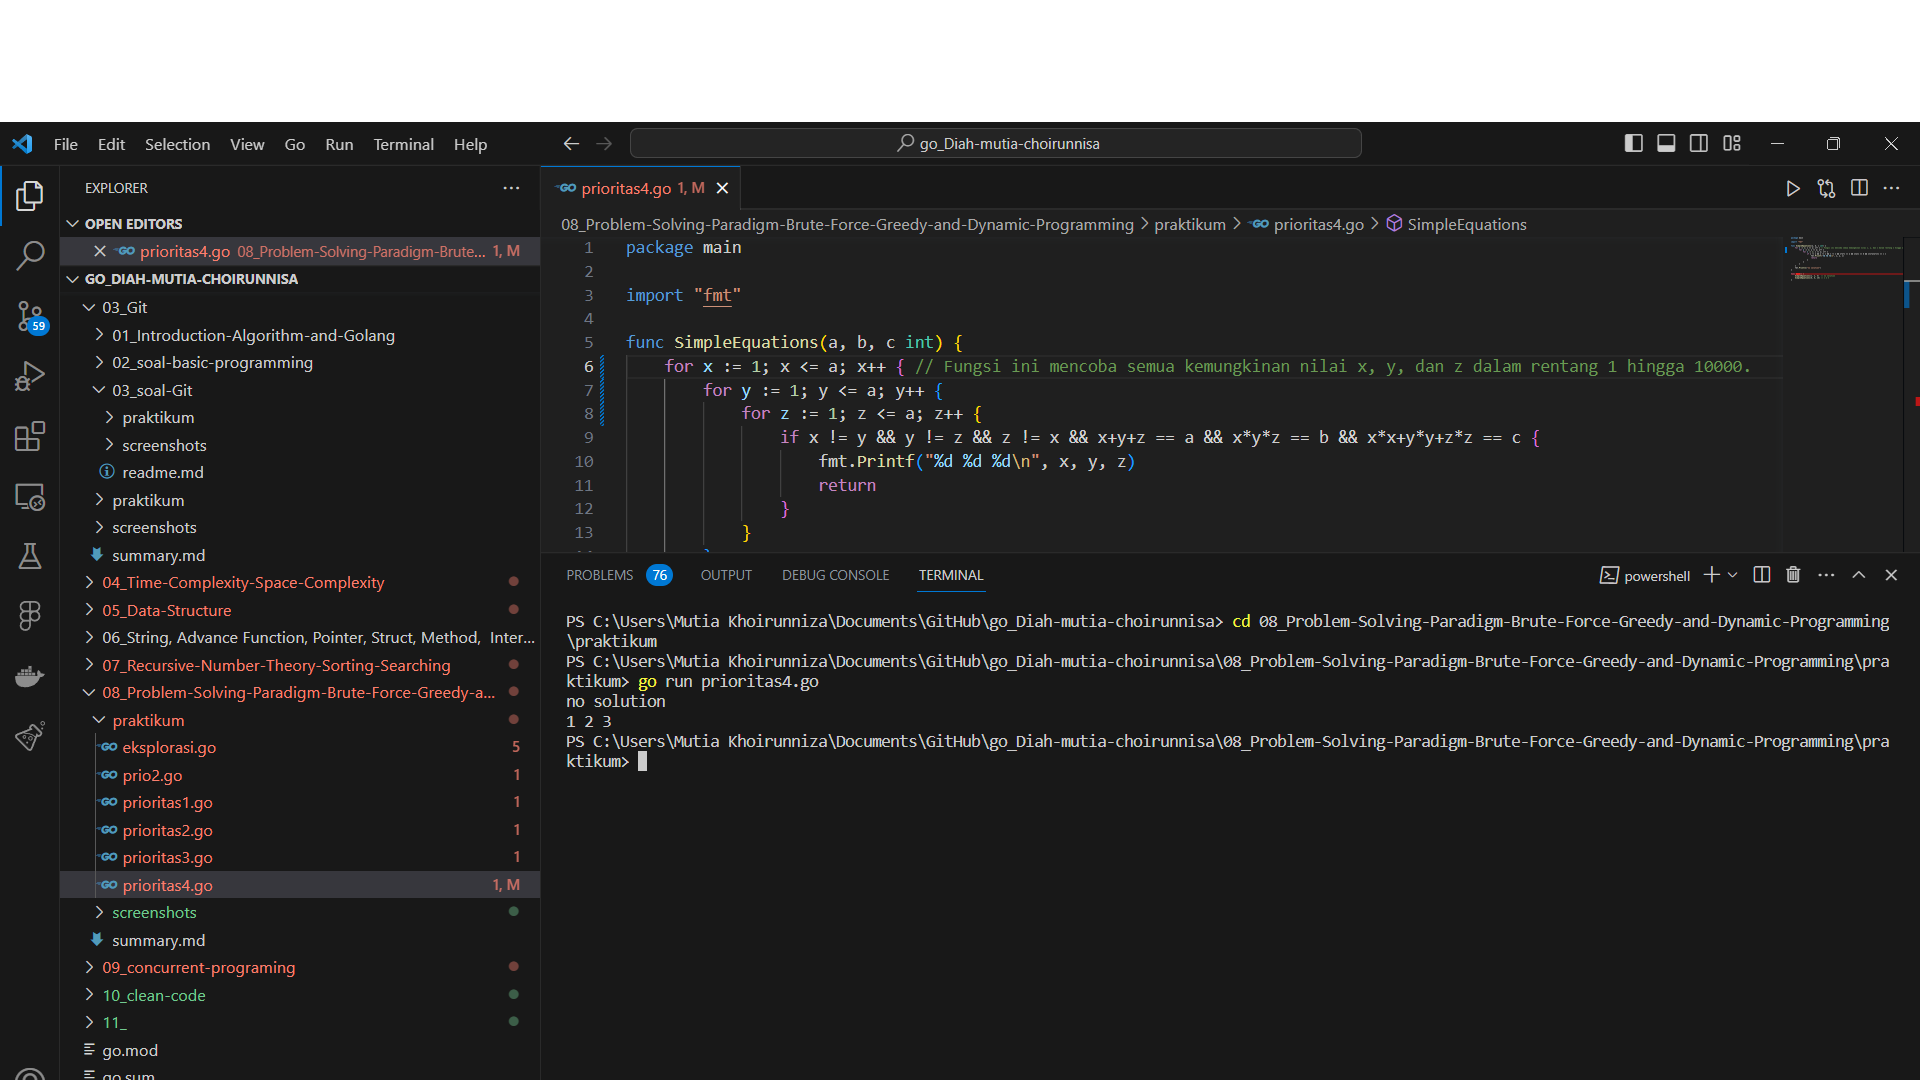 File Edit Selection View Go Run Terminal Help
go_Diah-mutia-choirunnisa
EXPLORER
OPEN EDITORS
prioritas4.go 08_Problem-Solving-Paradigm-Brute... 1, M
GO_DIAH-MUTIA-CHOIRUNNISA
03_Git
01_Introduction-Algorithm-and-Golang
02_soal-basic-programming
03_soal-Git
praktikum
screenshots
readme.md
praktikum
screenshots
summary.md
04_Time-Complexity-Space-Complexity
05_Data-Structure
06_String, Advance Function, Pointer, Struct, Method, Inter...
07_Recursive-Number-Theory-Sorting-Searching
08_Problem-Solving-Paradigm-Brute-Force-Greedy-a...
praktikum
eksplorasi.go 5
prio2.go 1
prioritas1.go 1
prioritas2.go 1
prioritas3.go 1
prioritas4.go 1, M
screenshots
summary.md
09_concurrent-programing
10_clean-code
11_
go.mod
go.sum
59
prioritas4.go 1, M
08_Problem-Solving-Paradigm-Brute-Force-Greedy-and-Dynamic-Programming > praktikum > prioritas4.go > SimpleEquations
1 package main
2
3 import "fmt"
4
5 func SimpleEquations(a, b, c int) {
6 for x := 1; x <= a; x++ { // Fungsi ini mencoba semua kemungkinan nilai x, y, dan z dalam rentang 1 hingga 10000.
7 for y := 1; y <= a; y++ {
8 for z := 1; z <= a; z++ {
9 if x != y && y != z && z != x && x+y+z == a && x*y*z == b && x*x+y*y+z*z == c {
10 fmt.Printf("%d %d %d\n", x, y, z)
11 return
12 }
13 }
PROBLEMS 76 OUTPUT DEBUG CONSOLE TERMINAL
powershell
PS C:\Users\Mutia Khoirunniza\Documents\GitHub\go_Diah-mutia-choirunnisa> cd 08_Problem-Solving-Paradigm-Brute-Force-Greedy-and-Dynamic-Programming
\praktikum
PS C:\Users\Mutia Khoirunniza\Documents\GitHub\go_Diah-mutia-choirunnisa\08_Problem-Solving-Paradigm-Brute-Force-Greedy-and-Dynamic-Programming\pra
ktikum> go run prioritas4.go
no solution
1 2 3
PS C:\Users\Mutia Khoirunniza\Documents\GitHub\go_Diah-mutia-choirunnisa\08_Problem-Solving-Paradigm-Brute-Force-Greedy-and-Dynamic-Programming\pra
ktikum>